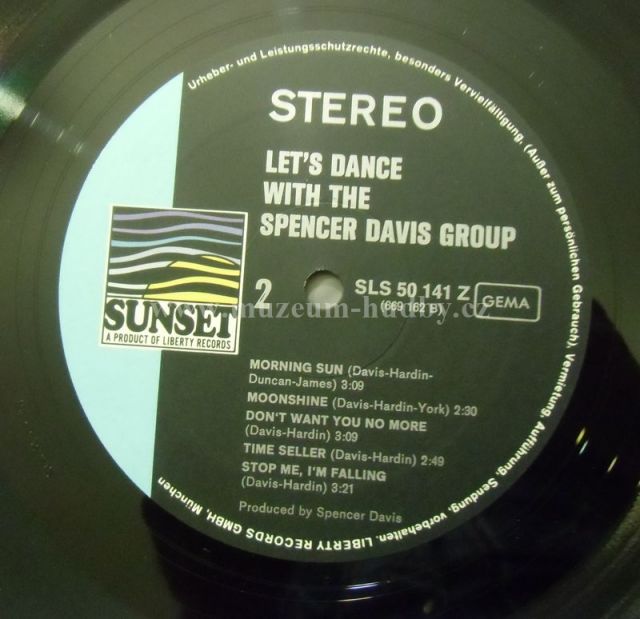 Urheber- und Leistungsschutzrechte, besonders Vervielfältigung, (Außer zum persönlichen Gebrauch), Vermietung, Aufführung, Sendung, vorbehalten. LIBERTY RECORDS GMBH, München
STEREO
LET'S DANCE
WITH THE
SPENCER DAVIS GROUP
SUNSET
A PRODUCT OF LIBERTY RECORDS
2
SLS 50 141 Z
(669 162 B)
GEMA
www.muzeum-hudby.cz
MORNING SUN (Davis-Hardin-
Duncan-James) 3:09
MOONSHINE (Davis-Hardin-York) 2:30
DON'T WANT YOU NO MORE
(Davis-Hardin) 3:09
TIME SELLER (Davis-Hardin) 2:49
STOP ME, I'M FALLING
(Davis-Hardin) 3:21
Produced by Spencer Davis